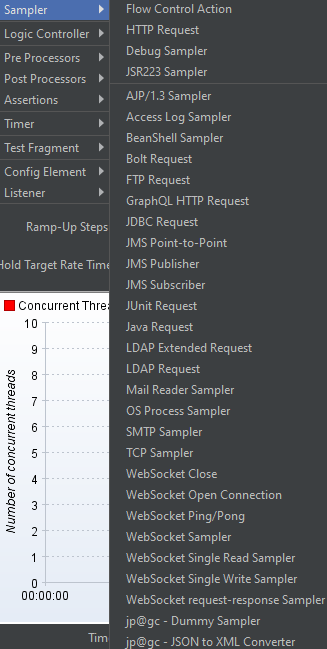 Sampler
Logic Controller
Pre Processors
Post Processors
Assertions
Timer
Test Fragment
Config Element
Listener
Ramp-Up Steps
Hold Target Rate Time
Concurrent Threa
10
9
8
7
6
5
4
3
2
1
0
Number of concurrent threads
00:00:00
Tim
Flow Control Action
HTTP Request
Debug Sampler
JSR223 Sampler
AJP/1.3 Sampler
Access Log Sampler
BeanShell Sampler
Bolt Request
FTP Request
GraphQL HTTP Request
JDBC Request
JMS Point-to-Point
JMS Publisher
JMS Subscriber
JUnit Request
Java Request
LDAP Extended Request
LDAP Request
Mail Reader Sampler
OS Process Sampler
SMTP Sampler
TCP Sampler
WebSocket Close
WebSocket Open Connection
WebSocket Ping/Pong
WebSocket Sampler
WebSocket Single Read Sampler
WebSocket Single Write Sampler
WebSocket request-response Sampler
jp@gc - Dummy Sampler
jp@gc - JSON to XML Converter